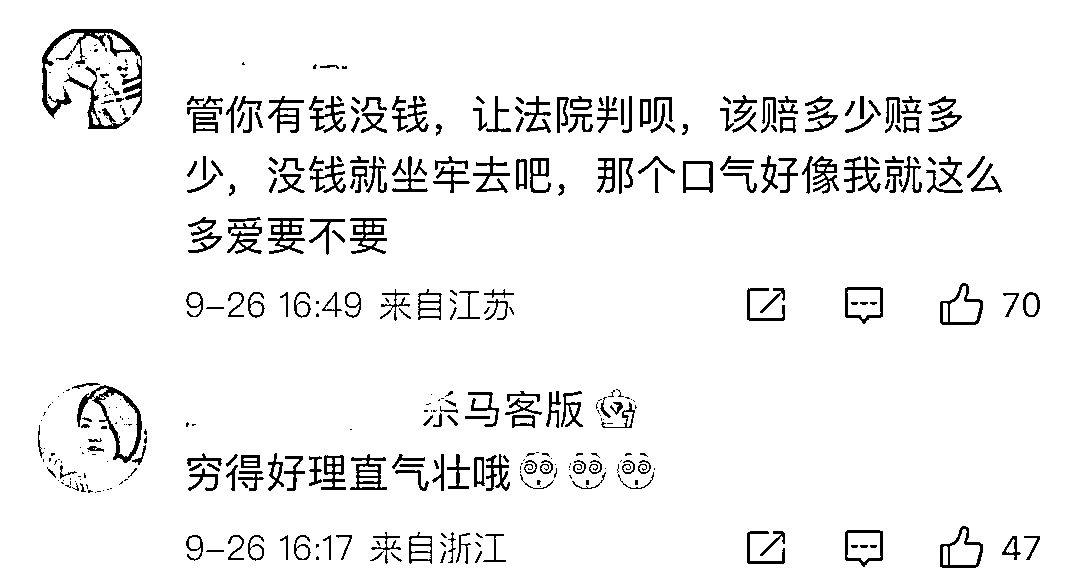 管你有钱没钱，让法院判呗，该赔多少赔多
少，没钱就坐牢去吧，那个口气好像我就这么
多爱要不要
9-26 16:49 来自江苏
70
杀马客版
穷得好理直气壮哦
9-26 16:17 来自浙江
47